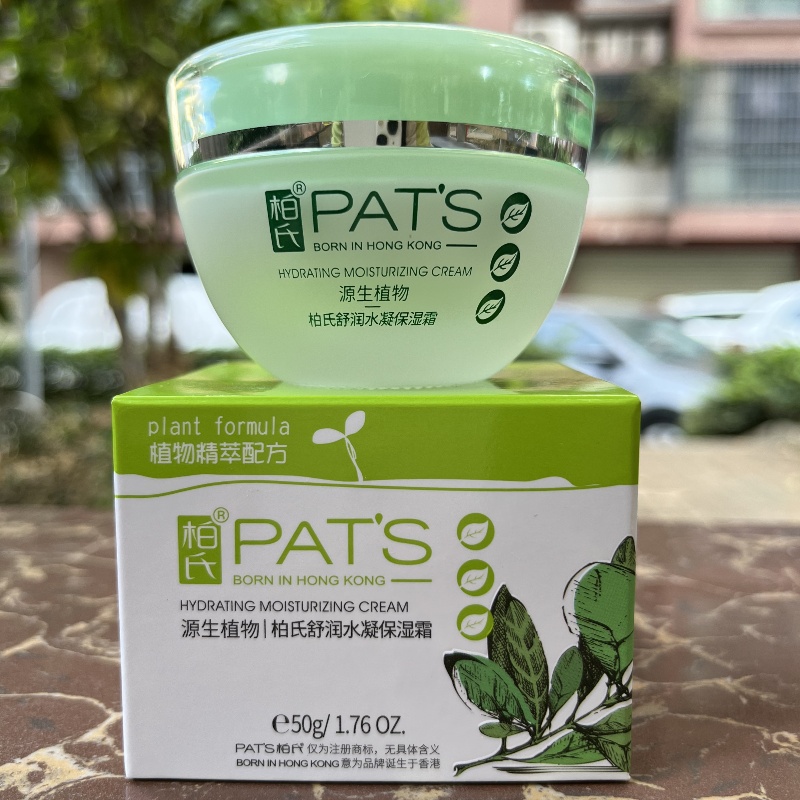 柏氏® PAT'S
BORN IN HONG KONG
HYDRATING MOISTURIZING CREAM
源生植物
柏氏舒润水凝保湿霜
plant formula
植物精萃配方
柏氏® PAT'S
BORN IN HONG KONG
HYDRATING MOISTURIZING CREAM
源生植物|柏氏舒润水凝保湿霜
℮50g/ 1.76 OZ.
PAT'S柏氏 仅为注册商标，无具体含义
BORN IN HONG KONG 意为品牌诞生于香港